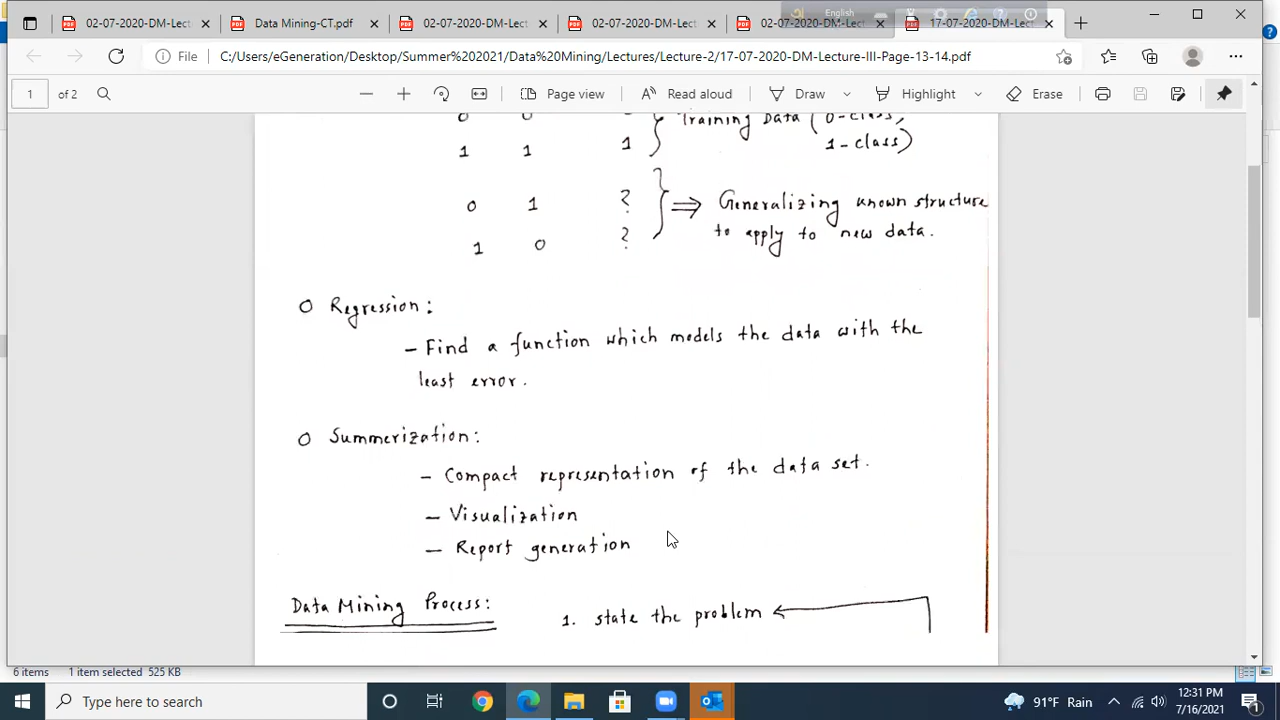 02-07-2020-DM-Lect
Data Mining-CT.pdf
02-07-2020-DM-Lect
02-07-2020-DM-Lect
02-07-2020-DM-Lect
17-07-2020-DM-Lect
English
File
C:/Users/eGeneration/Desktop/Summer%202021/Data%20Mining/Lectures/Lecture-2/17-07-2020-DM-Lecture-III-Page-13-14.pdf
1 of 2
Page view
Read aloud
Draw
Highlight
Erase
0 0
Training Data (0-class,
1 1 1
1-class)
0 1 ?
Generalizing known structure
to apply to new data.
1 0 ?
Regression:
- Find a function which models the data with the
least error.
Summerization:
- Compact representation of the data set.
- Visualization
- Report generation
Data Mining Process:
1. state the problem
6 items 1 item selected 525 KB
Type here to search
91°F Rain
12:31 PM
7/16/2021
1